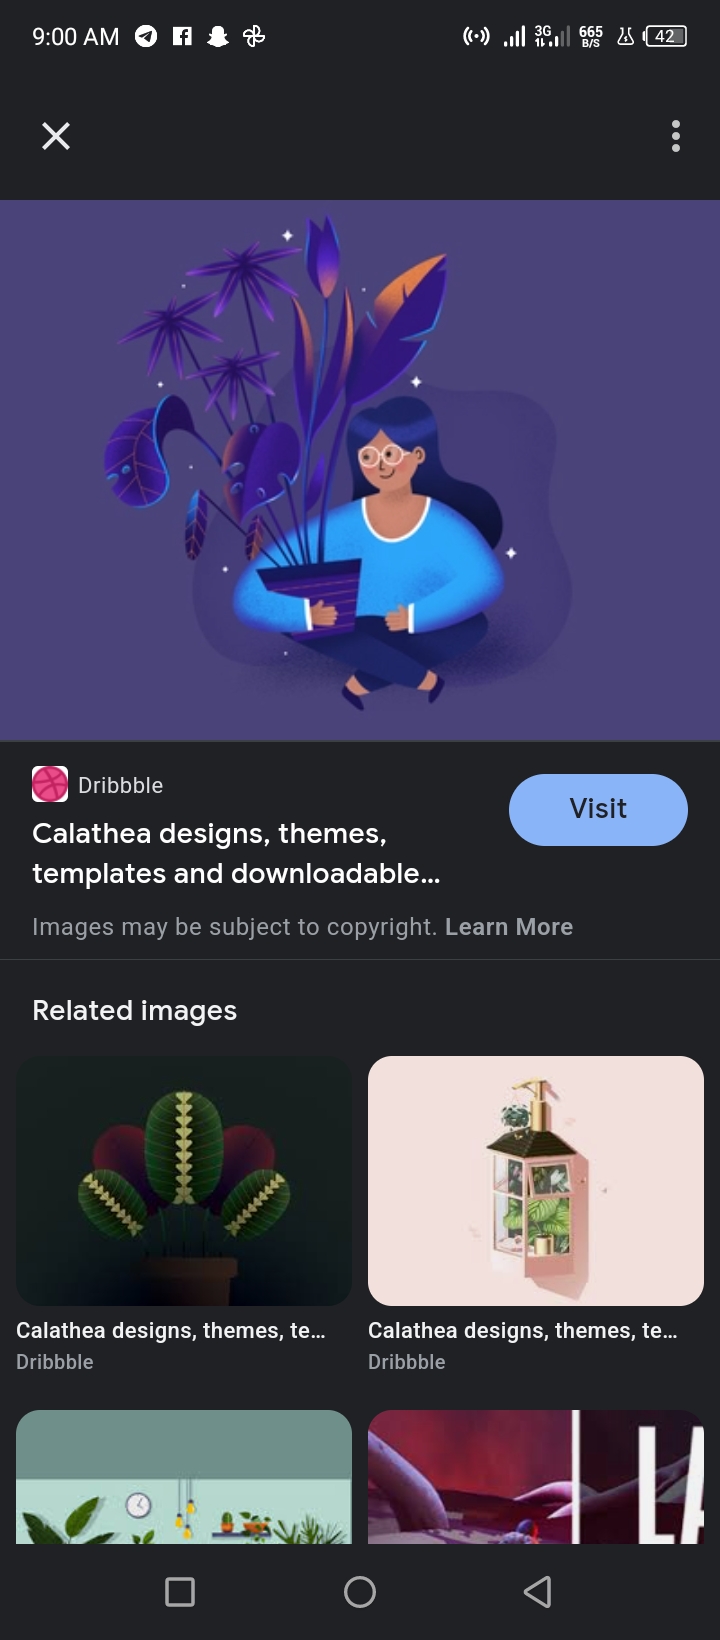 9:00 AM
3G
665
B/S
42
Dribbble
Visit
Calathea designs, themes,
templates and downloadable...
Images may be subject to copyright. Learn More
Related images
Calathea designs, themes, te...
Calathea designs, themes, te...
Dribbble
Dribbble
LA